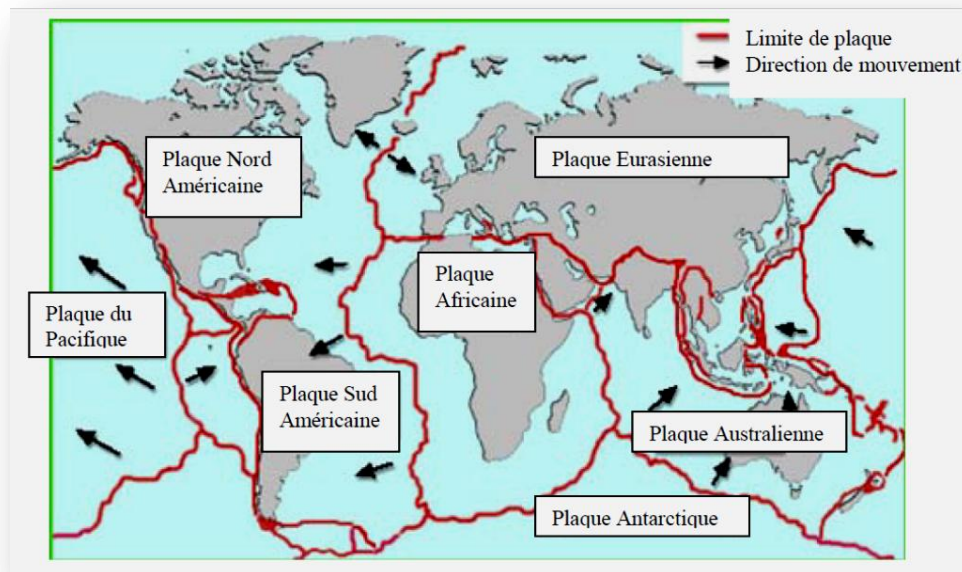 Limite de plaque
Direction de mouvement
Plaque Nord
Américaine
Plaque Eurasienne
Plaque
Africaine
Plaque du
Pacifique
Plaque Sud
Américaine
Plaque Australienne
Plaque Antarctique